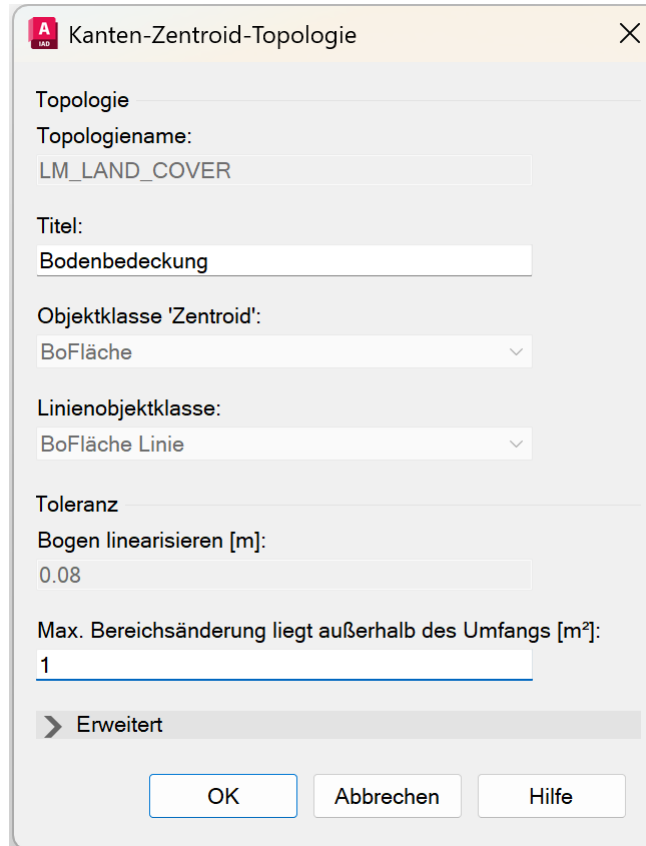 A
IAD
Kanten-Zentroid-Topologie
Topologie
Topologiename:
LM_LAND_COVER
Titel:
Bodenbedeckung
Objektklasse 'Zentroid':
BoFläche
Linienobjektklasse:
BoFläche Linie
Toleranz
Bogen linearisieren [m]:
0.08
Max. Bereichsänderung liegt außerhalb des Umfangs [m²]:
1
Erweitert
OK Abbrechen Hilfe